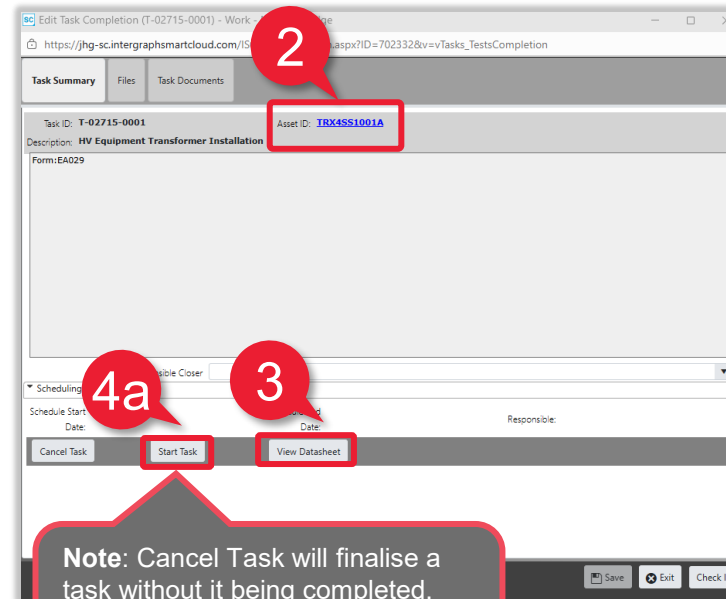 Edit Task Completion (T-02715-0001) - Work -
https://jhg-sc.intergraphsmartcloud.com/IS .aspx?ID=702332&v=vTasks_TestsCompletion
2
Task Summary Files Task Documents
Task ID: T-02715-0001 Asset ID: TRX4SS1001A
Description: HV Equipment Transformer Installation
Form:EA029
Closer
4a 3
Scheduling
Schedule Start
Date: Date: Responsible:
Cancel Task Start Task View Datasheet
Note: Cancel Task will finalise a
task without it being completed.
Save Exit Check